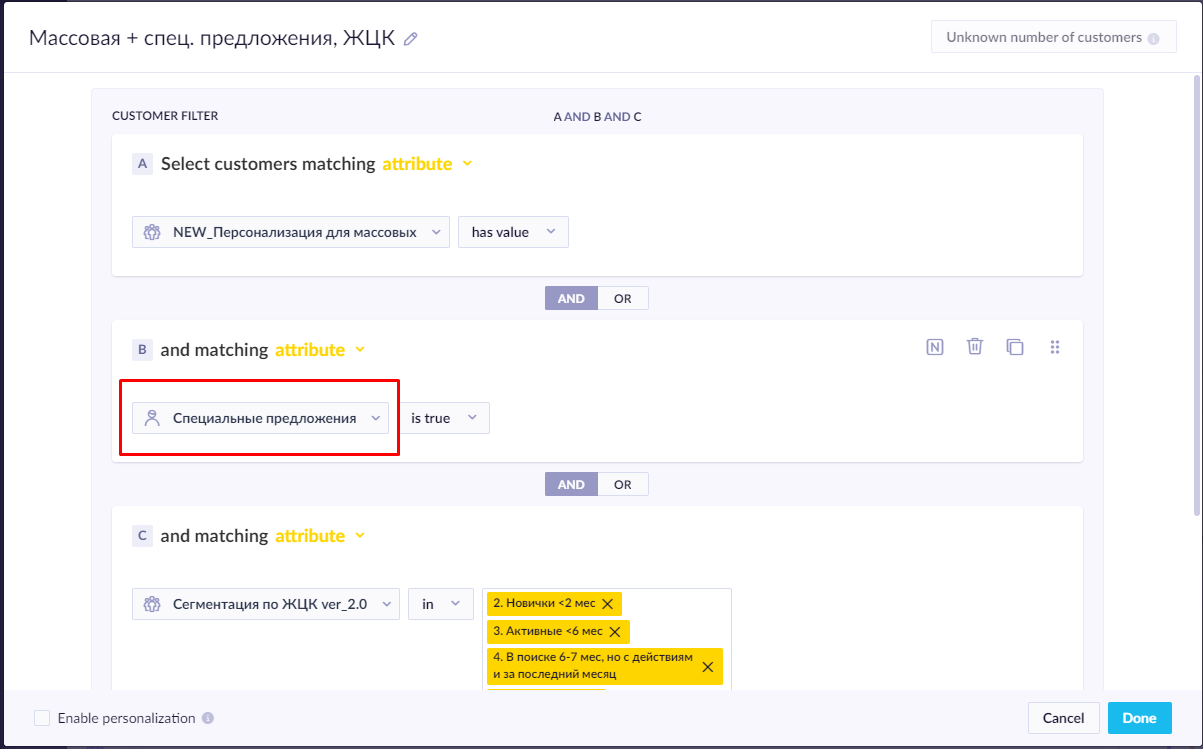 Массовая + спец. предложения, ЖЦК
Unknown number of customers
CUSTOMER FILTER
A AND B AND C
A Select customers matching attribute
NEW_Персонализация для массовых has value
AND OR
B and matching attribute
N
Специальные предложения is true
AND OR
C and matching attribute
Сегментация по ЖЦК ver_2.0 in
2. Новички <2 мес
3. Активные <6 мес
4. В поиске 6-7 мес, но с действиям
и за последний месяц
Enable personalization
Cancel Done